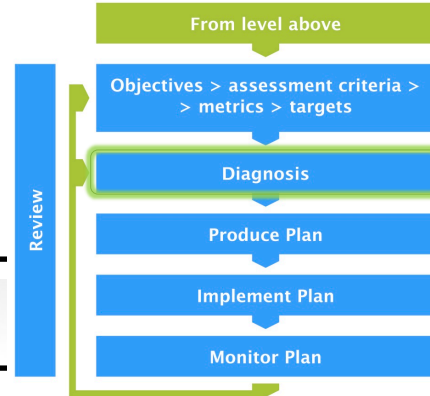 From level above
Objectives > assessment criteria >
> metrics > targets
Diagnosis
Produce Plan
Implement Plan
Monitor Plan
Review